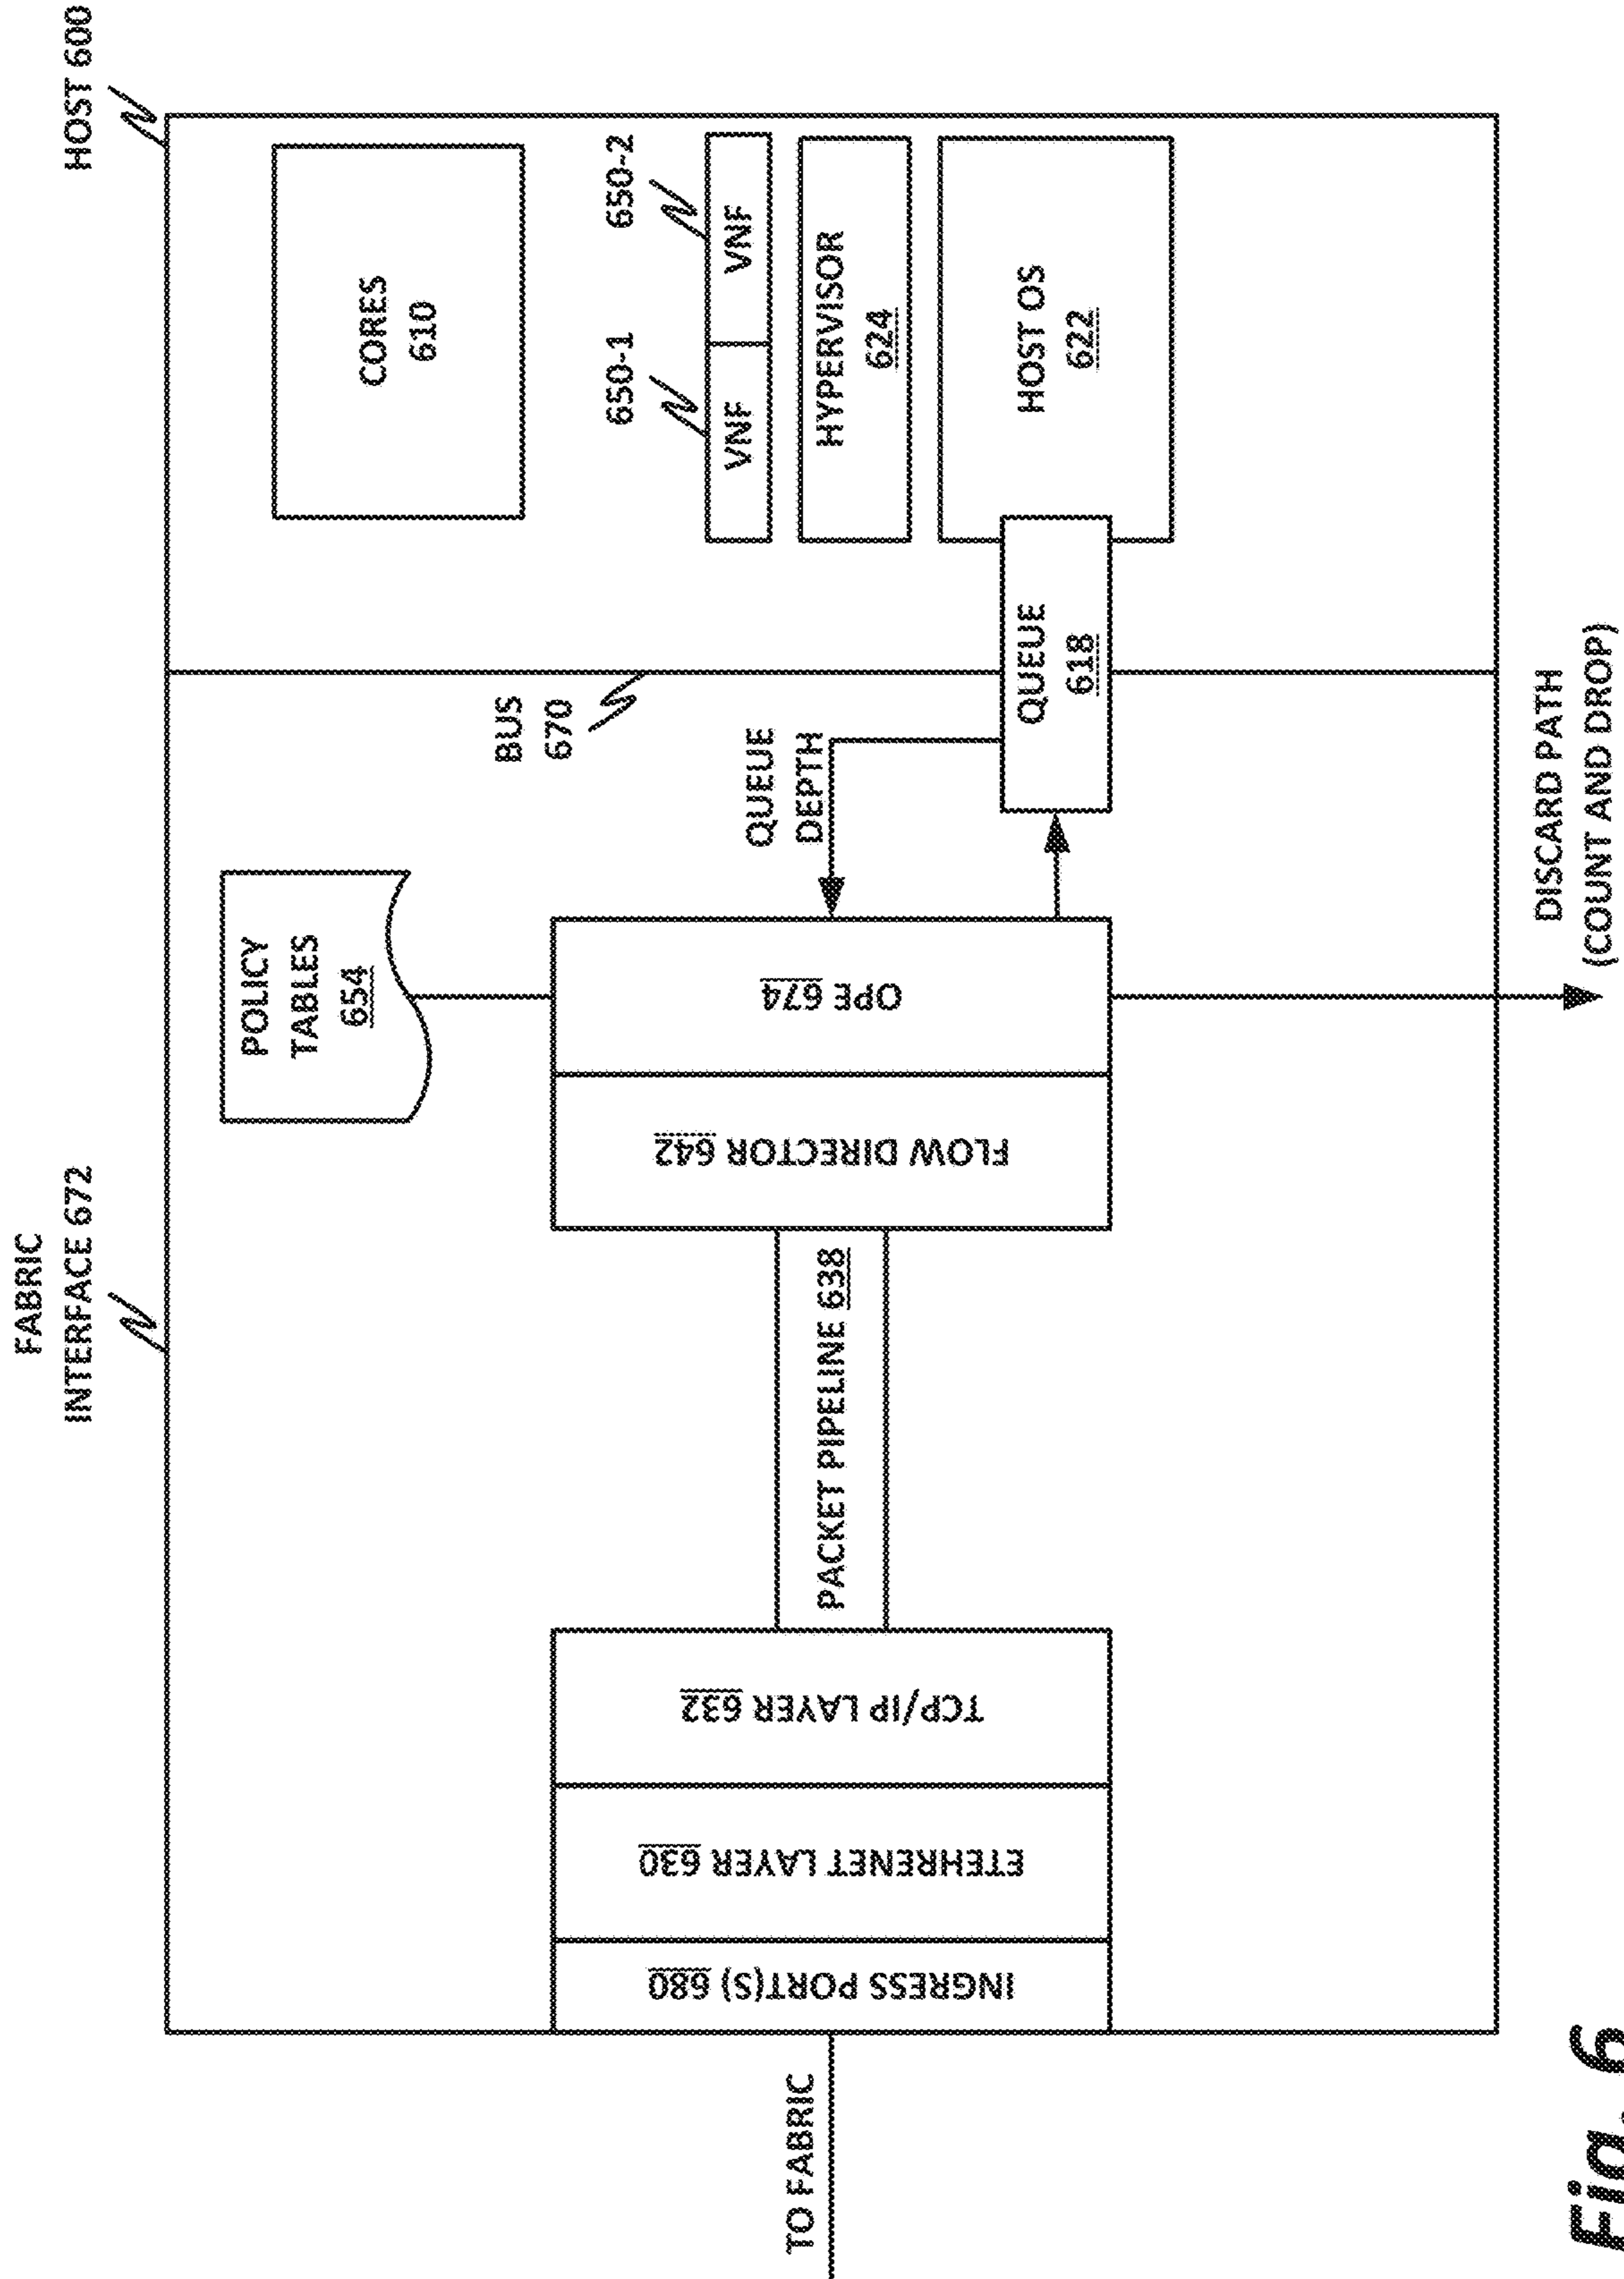 FABRIC
INTERFACE 672
HOST 600
POLICY
TABLES
654
CORES
610
BUS
670
650-1
650-2
VNF
VNF
HYPERVISOR
624
HOST OS
622
QUEUE
DEPTH
QUEUE
618
TO FABRIC
INGRESS PORT(S) 680
ETEHRENET LAYER 630
TCP/IP LAYER 632
PACKET PIPELINE 638
FLOW DIRECTOR 642
OPE 674
DISCARD PATH
(COUNT AND DROP)
Fig. 6